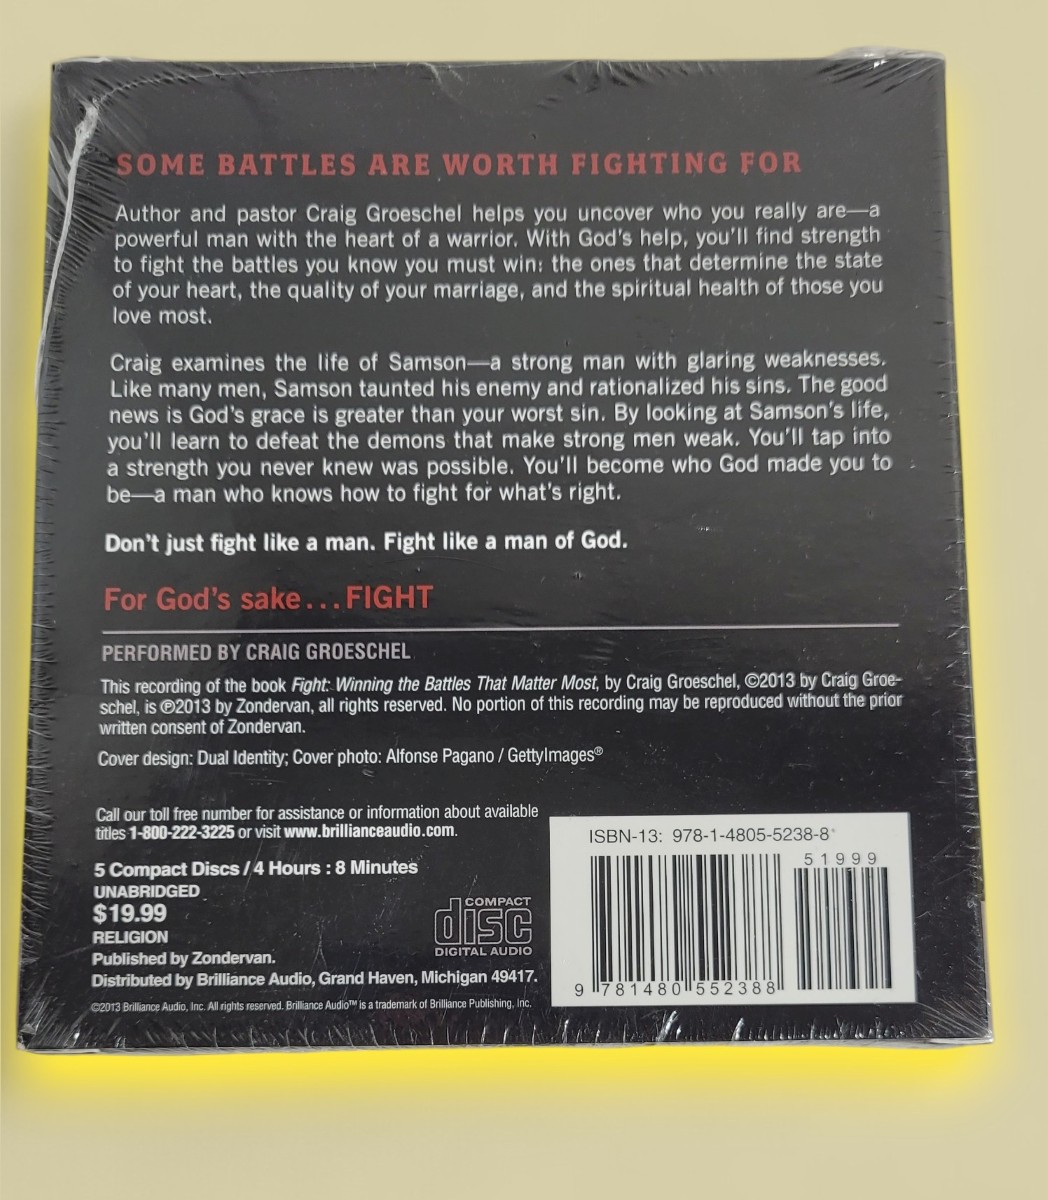 SOME BATTLES ARE WORTH FIGHTING FOR
Author and pastor Craig Groeschel helps you uncover who you really are—a
powerful man with the heart of a warrior. With God's help, you'll find strength
to fight the battles you know you must win: the ones that determine the state
of your heart, the quality of your marriage, and the spiritual health of those you
love most.
Craig examines the life of Samson—a strong man with glaring weaknesses.
Like many men, Samson taunted his enemy and rationalized his sins. The good
news is God's grace is greater than your worst sin. By looking at Samson's life,
you'll learn to defeat the demons that make strong men weak. You'll tap into
a strength you never knew was possible. You'll become who God made you to
be—a man who knows how to fight for what's right.
Don't just fight like a man. Fight like a man of God.
For God's sake...FIGHT
PERFORMED BY CRAIG GROESCHEL
This recording of the book Fight: Winning the Battles That Matter Most, by Craig Groeschel, ©2013 by Craig Groe-
schel, is ℗2013 by Zondervan, all rights reserved. No portion of this recording may be reproduced without the prior
written consent of Zondervan.
Cover design: Dual Identity; Cover photo: Alfonse Pagano / GettyImages®
Call our toll free number for assistance or information about available
titles 1-800-222-3225 or visit www.brillianceaudio.com.
5 Compact Discs / 4 Hours : 8 Minutes
UNABRIDGED
$19.99
RELIGION
Published by Zondervan.
Distributed by Brilliance Audio, Grand Haven, Michigan 49417.
©2013 Brilliance Audio, Inc. All rights reserved. Brilliance Audio™ is a trademark of Brilliance Publishing, Inc.
COMPACT
disc
DIGITAL AUDIO
ISBN-13: 978-1-4805-5238-8
51999
9 781480 552388